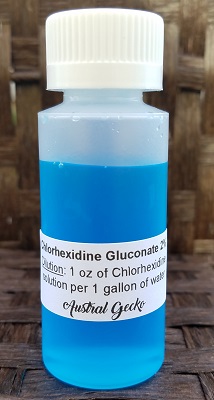 Chlorhexidine Gluconate 2%
Dilution: 1 oz of Chlorhexidine
solution per 1 gallon of water
Austral Gecko